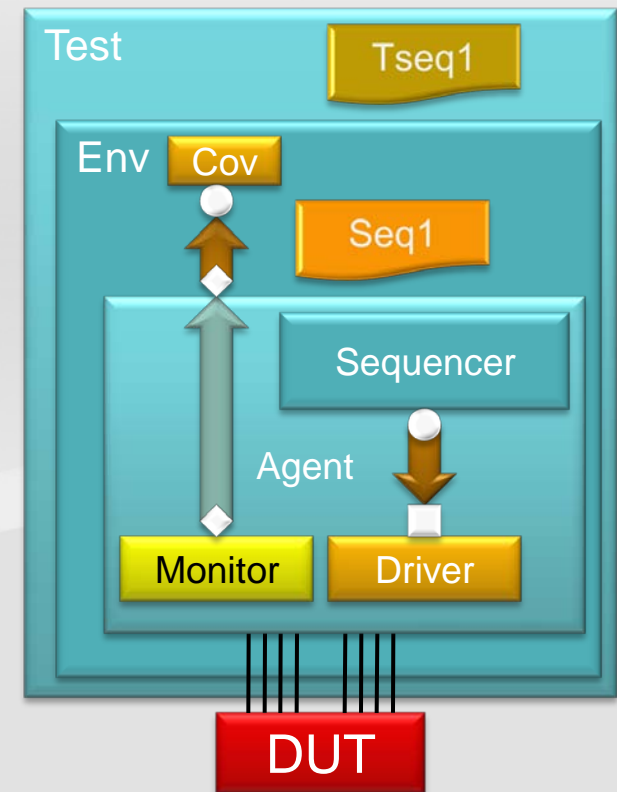 Test
Tseq1
Env
Cov
Seq1
Sequencer
Agent
Monitor
Driver
DUT